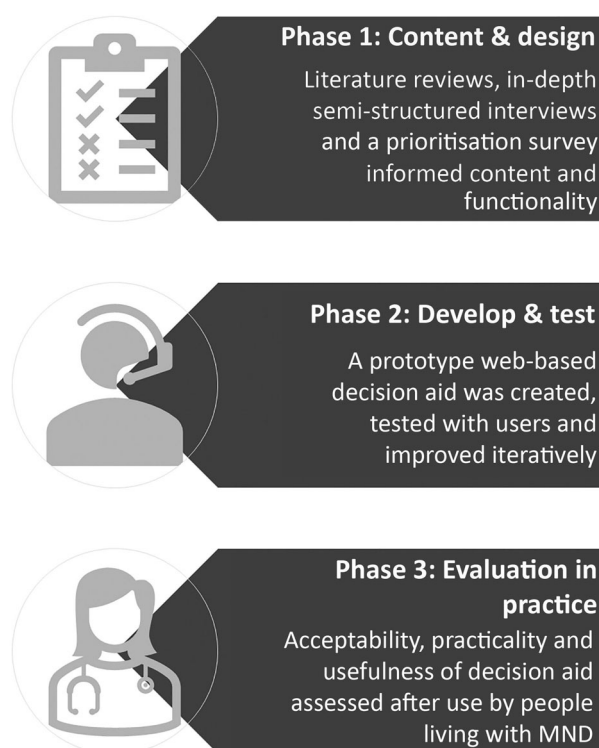 Phase 1: Content & design
Literature reviews, in-depth
semi-structured interviews
and a prioritisation survey
informed content and
functionality
Phase 2: Develop & test
A prototype web-based
decision aid was created,
tested with users and
improved iteratively
Phase 3: Evaluation in
practice
Acceptability, practicality and
usefulness of decision aid
assessed after use by people
living with MND